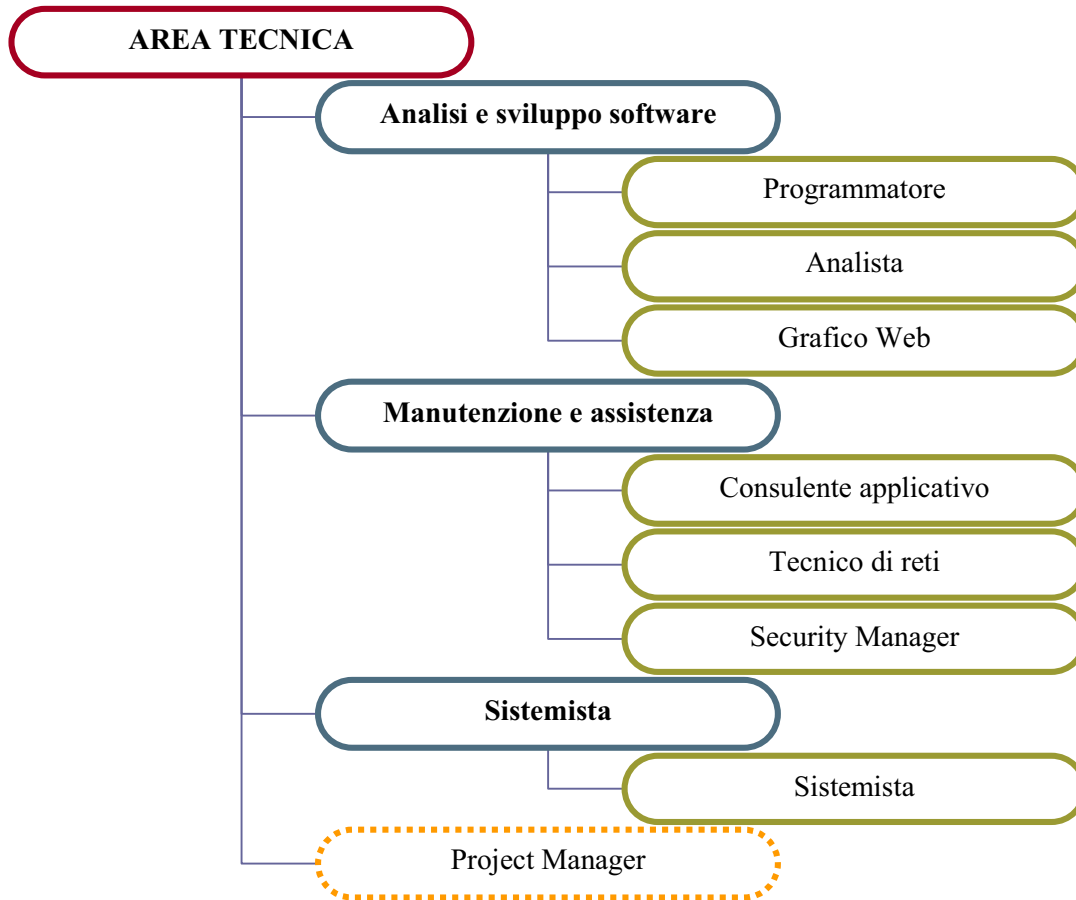 AREA TECNICA
Analisi e sviluppo software
Programmatore
Analista
Grafico Web
Manutenzione e assistenza
Consulente applicativo
Tecnico di reti
Security Manager
Sistemista
Sistemista
Project Manager